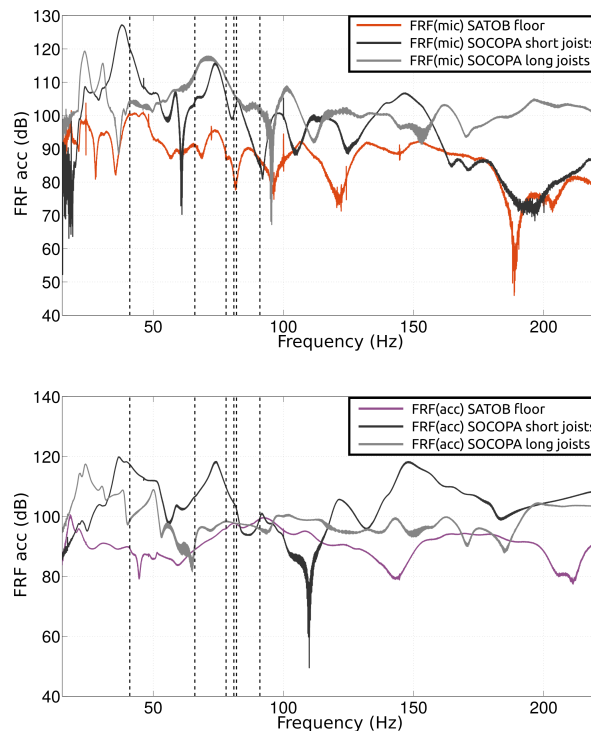 130
120
110
100
90
80
70
60
50
40
FRF acc (dB)
FRF(mic) SATOB floor
FRF(mic) SOCOPA short joists
FRF(mic) SOCOPA long joists
50
100
150
200
Frequency (Hz)
140
120
100
80
60
40
FRF acc (dB)
FRF(acc) SATOB floor
FRF(acc) SOCOPA short joists
FRF(acc) SOCOPA long joists
50
100
150
200
Frequency (Hz)